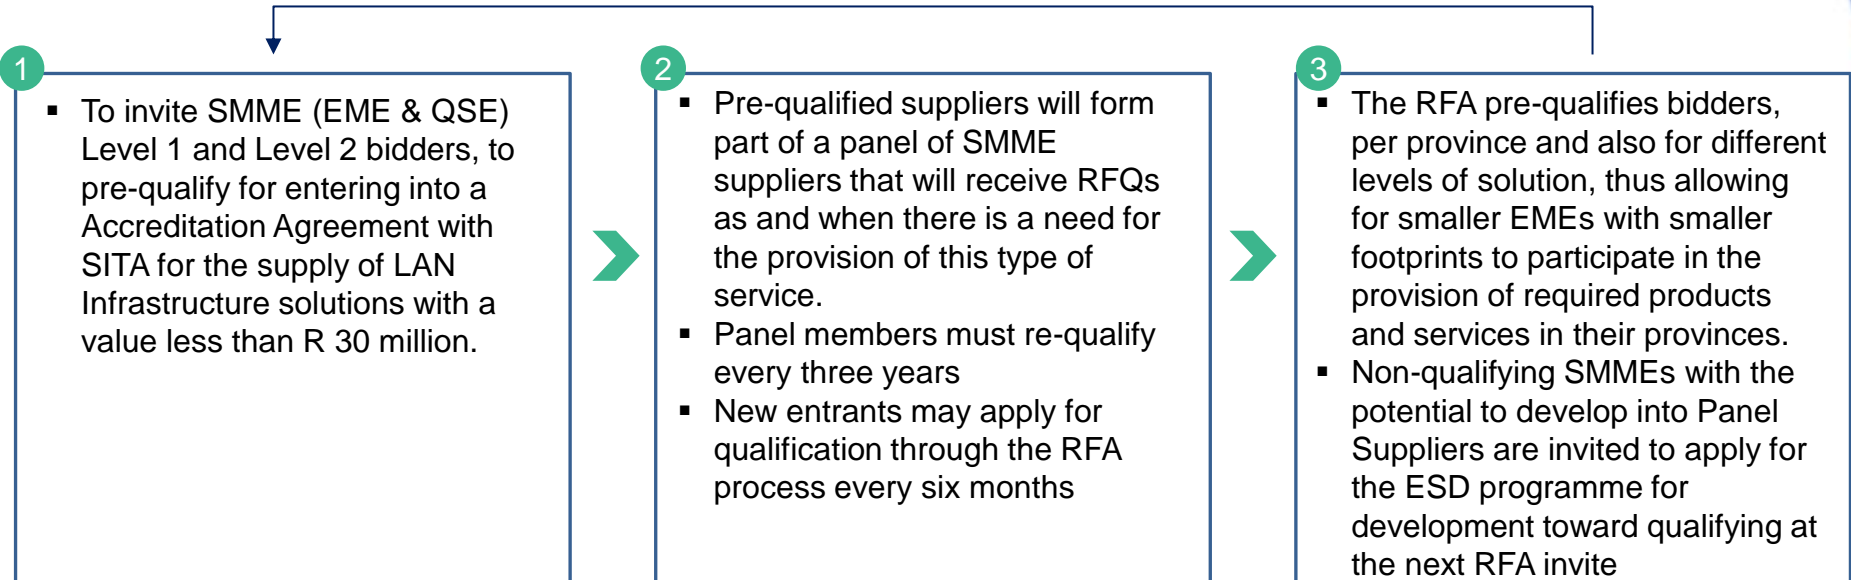 1
▪ To invite SMME (EME & QSE)
Level 1 and Level 2 bidders, to
pre-qualify for entering into a
Accreditation Agreement with
SITA for the supply of LAN
Infrastructure solutions with a
value less than R 30 million.
2
▪ Pre-qualified suppliers will form
part of a panel of SMME
suppliers that will receive RFQs
as and when there is a need for
the provision of this type of
service.
▪ Panel members must re-qualify
every three years
▪ New entrants may apply for
qualification through the RFA
process every six months
3
▪ The RFA pre-qualifies bidders,
per province and also for different
levels of solution, thus allowing
for smaller EMEs with smaller
footprints to participate in the
provision of required products
and services in their provinces.
▪ Non-qualifying SMMEs with the
potential to develop into Panel
Suppliers are invited to apply for
the ESD programme for
development toward qualifying at
the next RFA invite